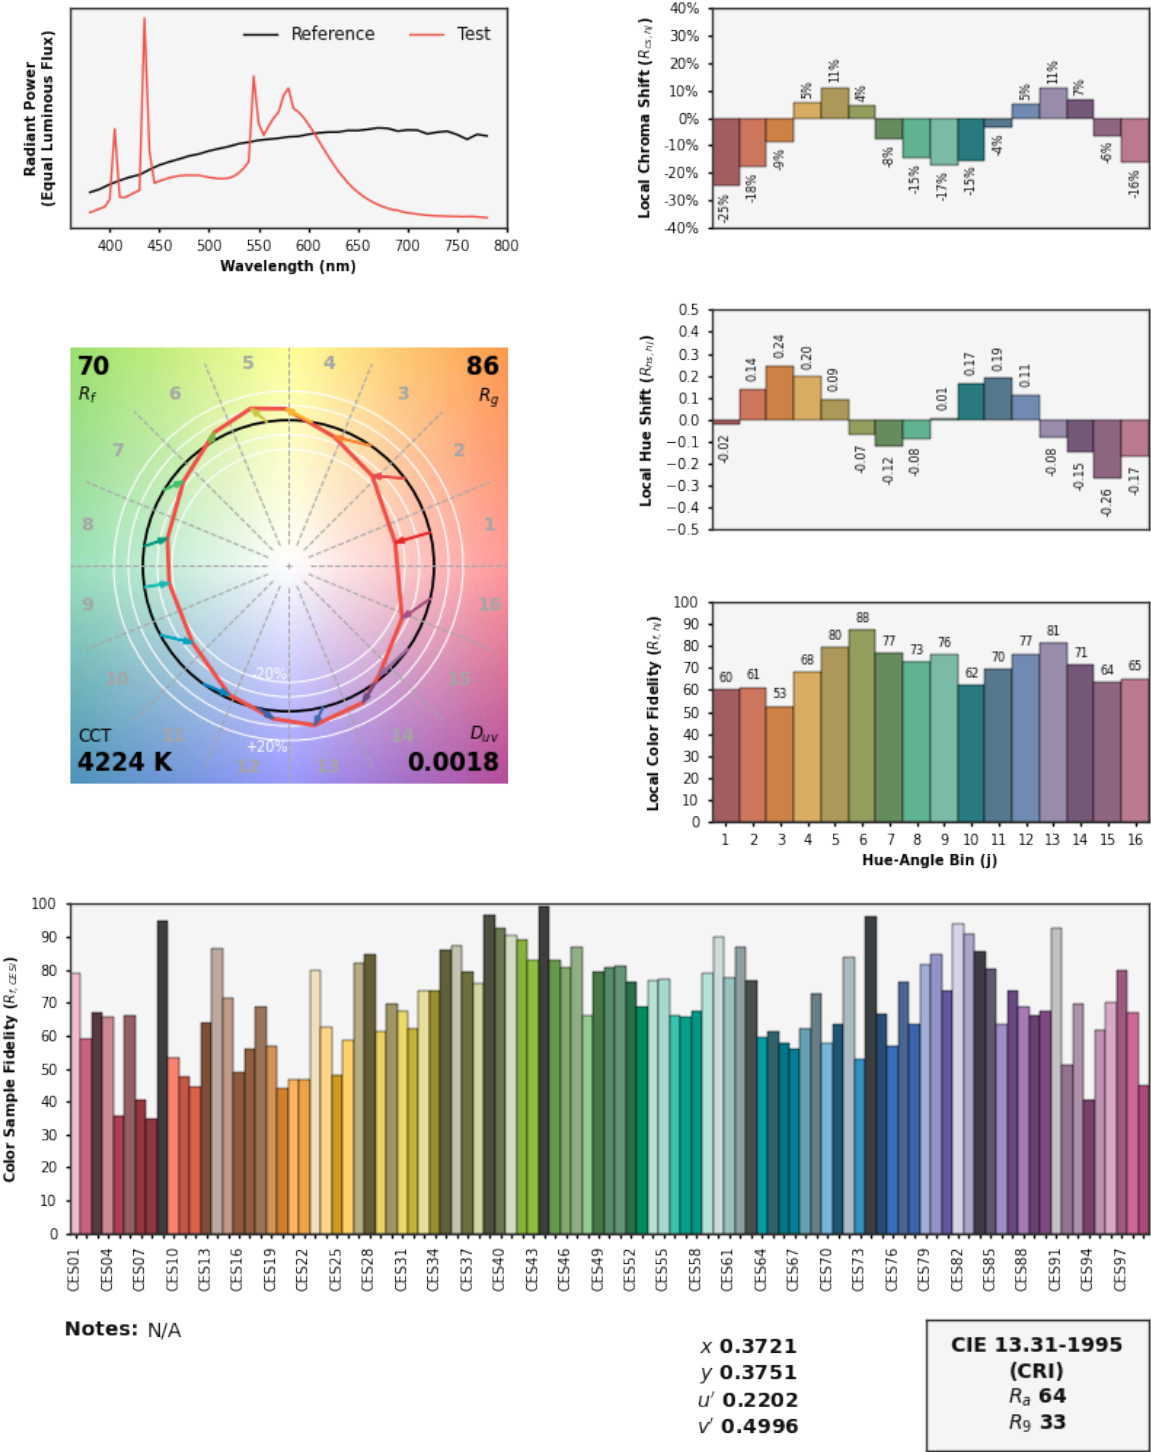 Radiant Power
(Equal Luminous Flux)
Reference
Test
400 450 500 550 600 650 700 750 800
Wavelength (nm)
Local Chroma Shift (Rcs,hj)
40%
30%
20%
10%
0%
-10%
-20%
-30%
-40%
-25% -18% -9% 5% 11% 4% -8% -15% -17% -15% -4% 5% 11% 7% -6% -16%
Local Hue Shift (Rhs,hj)
0.5
0.4
0.3
0.2
0.1
0.0
−0.1
−0.2
−0.3
−0.4
−0.5
-0.02 0.14 0.24 0.20 0.09 -0.07 -0.12 -0.08 0.01 0.17 0.19 0.11 -0.08 -0.15 -0.26 -0.17
70
Rf
86
Rg
1
2
3
4
5
6
7
8
9
10
11
12
13
14
15
16
-20%
+20%
CCT
4224 K
Duv
0.0018
Local Color Fidelity (Rf,hj)
100
90
80
70
60
50
40
30
20
10
0
60 61 53 68 80 88 77 73 76 62 70 77 81 71 64 65
1 2 3 4 5 6 7 8 9 10 11 12 13 14 15 16
Hue-Angle Bin (j)
Color Sample Fidelity (Rf,CESi)
100
90
80
70
60
50
40
30
20
10
0
CES01 CES04 CES07 CES10 CES13 CES16 CES19 CES22 CES25 CES28 CES31 CES34 CES37 CES40 CES43 CES46 CES49 CES52 CES55 CES58 CES61 CES64 CES67 CES70 CES73 CES76 CES79 CES82 CES85 CES88 CES91 CES94 CES97
Notes: N/A
x 0.3721
y 0.3751
u' 0.2202
v' 0.4996
CIE 13.31-1995
(CRI)
Ra 64
R9 33